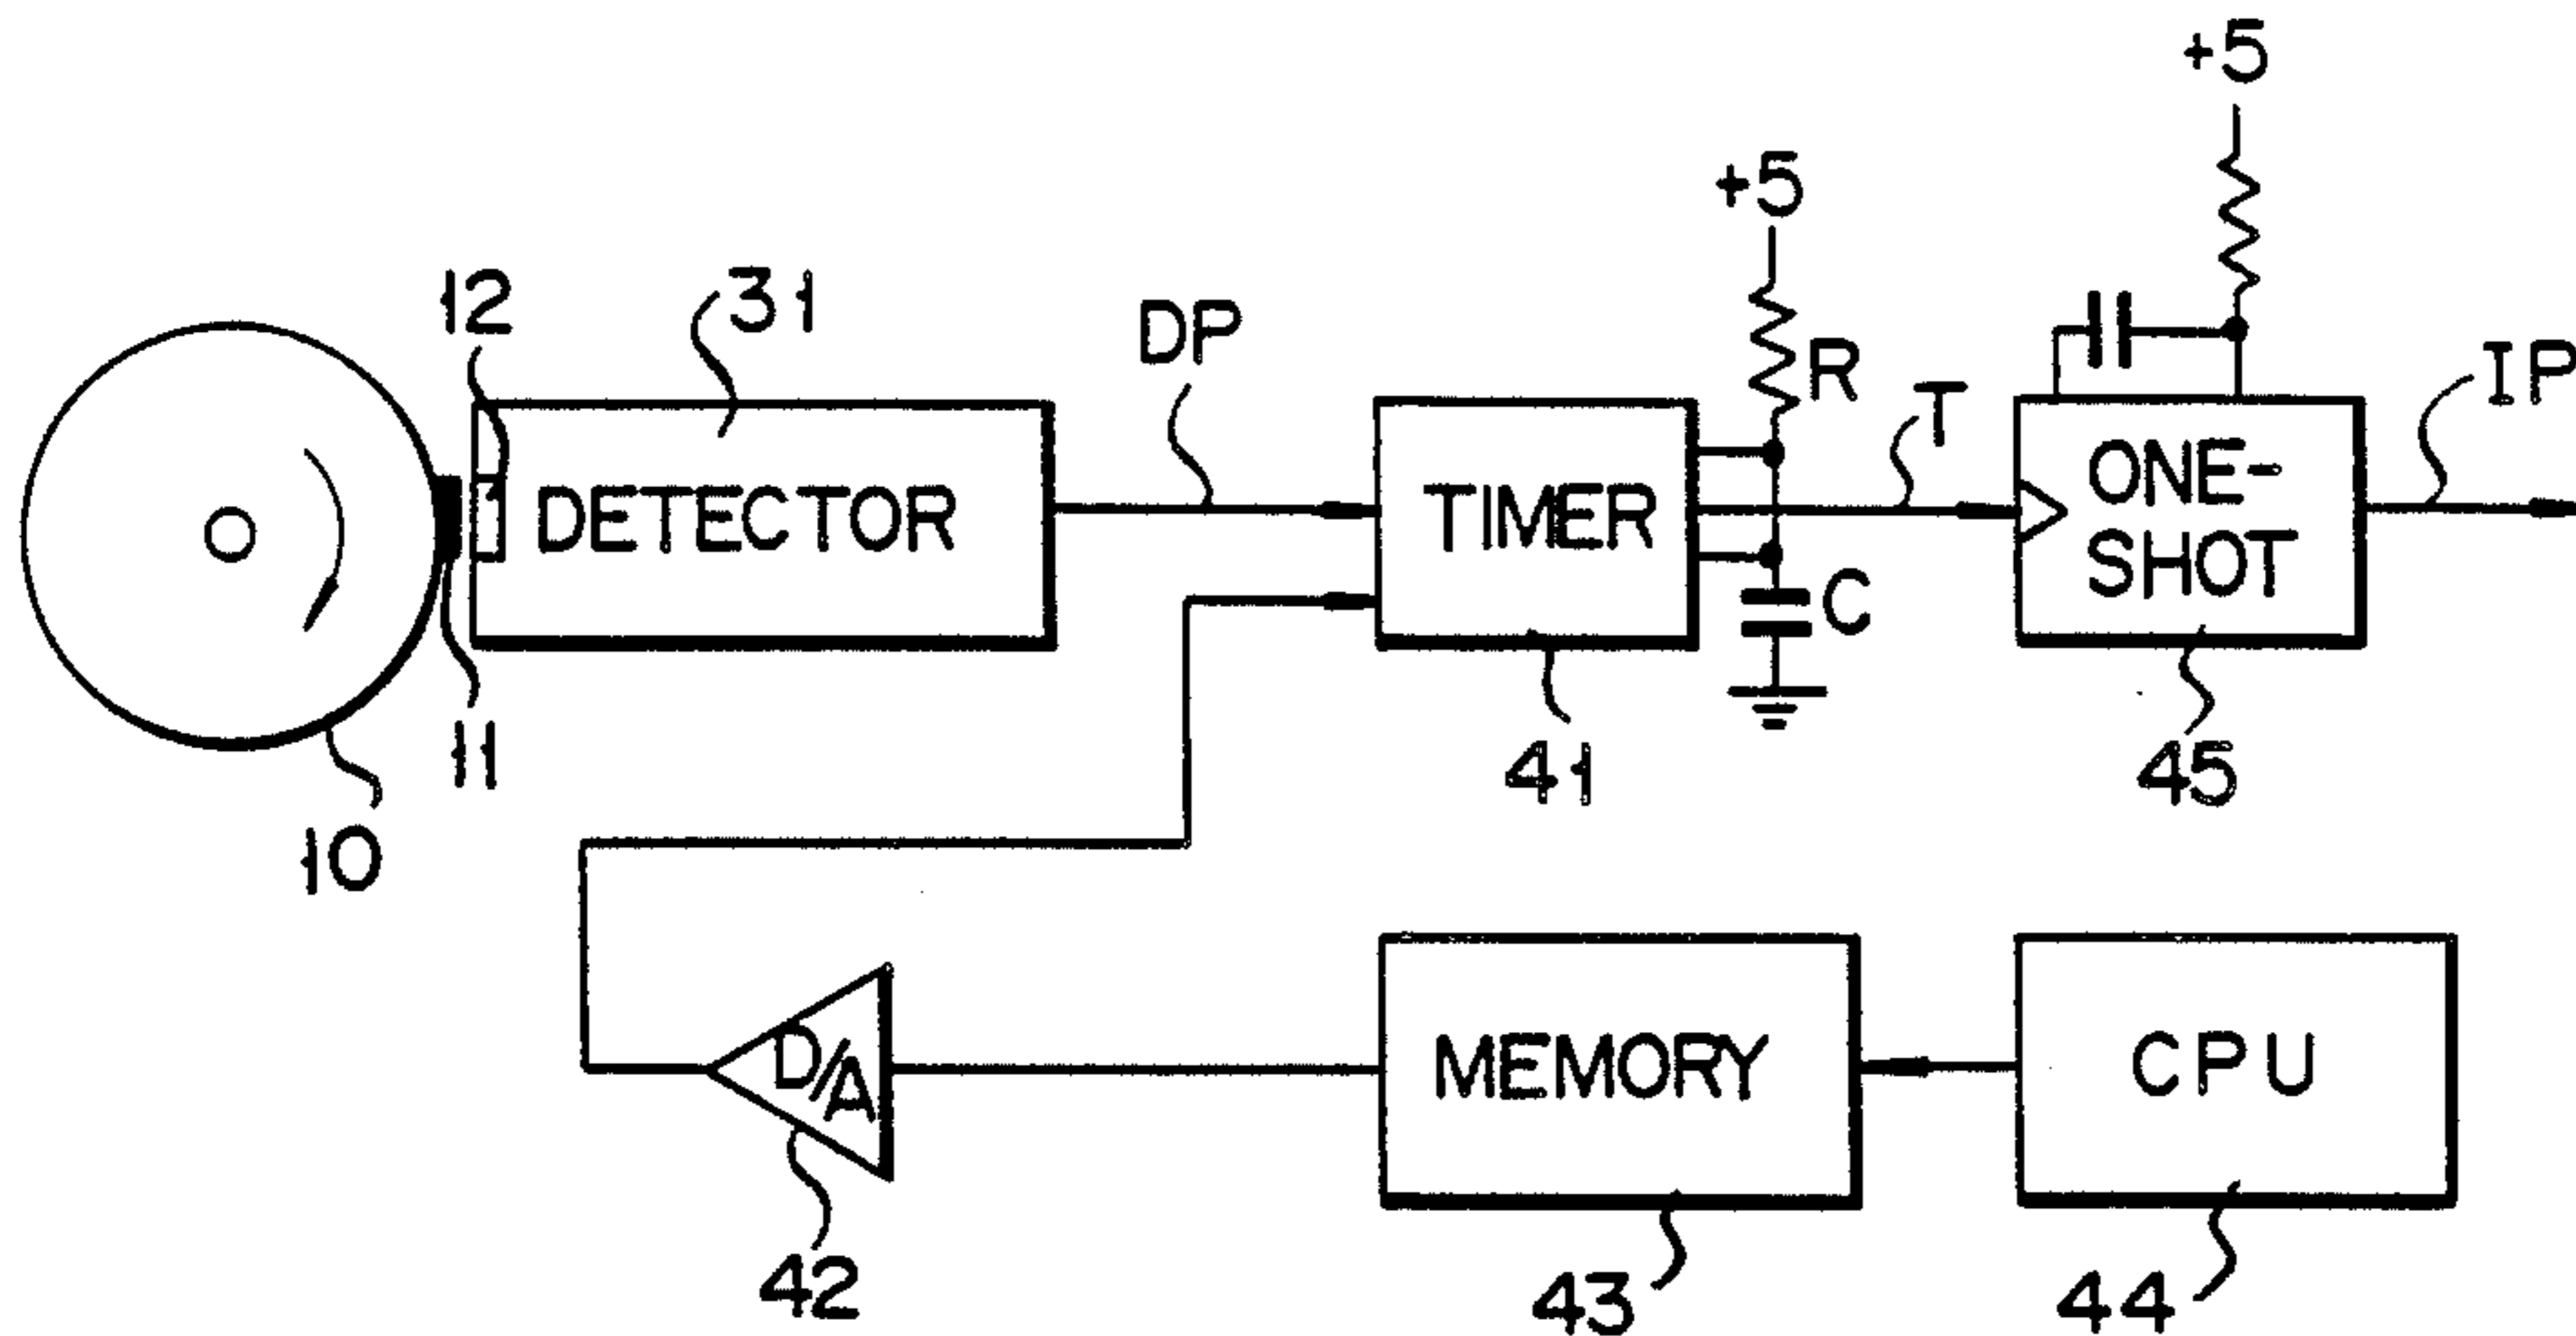 +5
+5
12
31
DP
R
T
IP
DETECTOR
TIMER
ONE-
SHOT
C
11
41
45
10
D/A
MEMORY
CPU
42
43
44